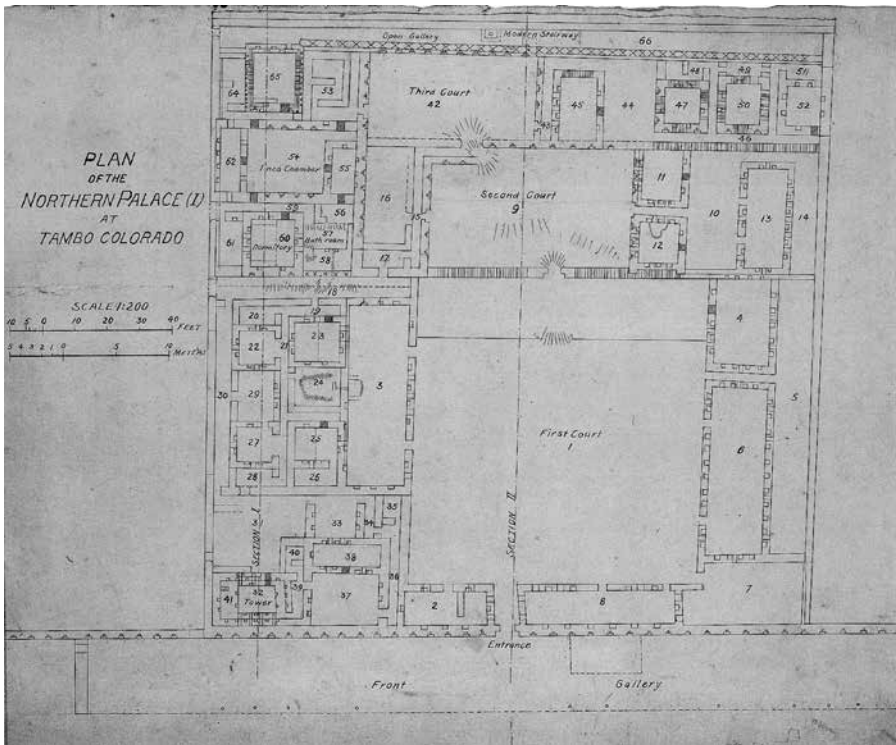 Open Gallery Modern Stairway 66
64 65 53 Third Court 42 43 45 44 48 47 49 50 51 52
46
PLAN
OF THE
NORTHERN PALACE (I)
AT
TAMBO COLORADO
62 54 Inca Chamber 55
16 15 Second Court 9 11 10 13 14
12
61 59 60 Dormitory 56 57 Bath room 58 17
18
SCALE 1:200
10 5 0 10 20 30 40 FEET
5 4 3 2 1 0 5 10
20 19 22 21 23 3 4
24 30 29
First Court
1
5
6
27 25
28 26
SECTION I
33 34 35
40 38
SECTION II
36
41 32 Tower 39 37 2 8 7
Entrance
Front Gallery